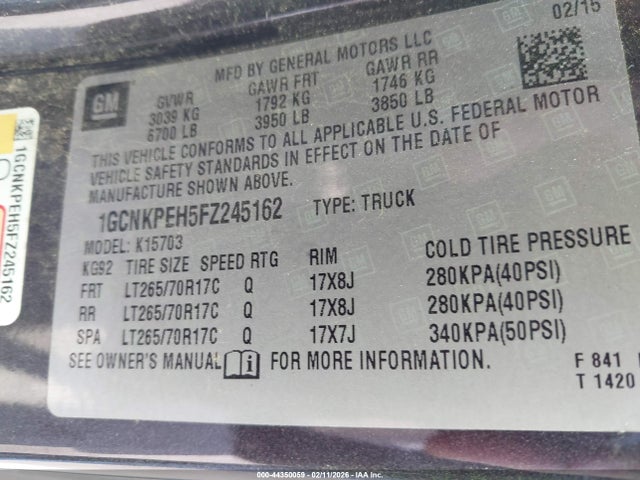 02/15
GM
MFD BY GENERAL MOTORS LLC
GVWR GAWR FRT GAWR RR
3039 KG 1792 KG 1746 KG
6700 LB 3950 LB 3850 LB
THIS VEHICLE CONFORMS TO ALL APPLICABLE U.S. FEDERAL MOTOR
VEHICLE SAFETY STANDARDS IN EFFECT ON THE DATE OF
MANUFACTURE SHOWN ABOVE.
1GCNKPEH5FZ245162 TYPE: TRUCK
MODEL: K15703
KGS2 TIRE SIZE SPEED RTG RIM COLD TIRE PRESSURE
FRT LT265/70R17C Q 17X8J 280KPA(40PSI)
RR LT265/70R17C Q 17X8J 280KPA(40PSI)
SPA LT265/70R17C Q 17X7J 340KPA(50PSI)
SEE OWNER'S MANUAL FOR MORE INFORMATION.
F 841
T 1420
1GCNKPEH5FZ245162
000-44350059 - 02/11/2026 - IAAI, Inc.